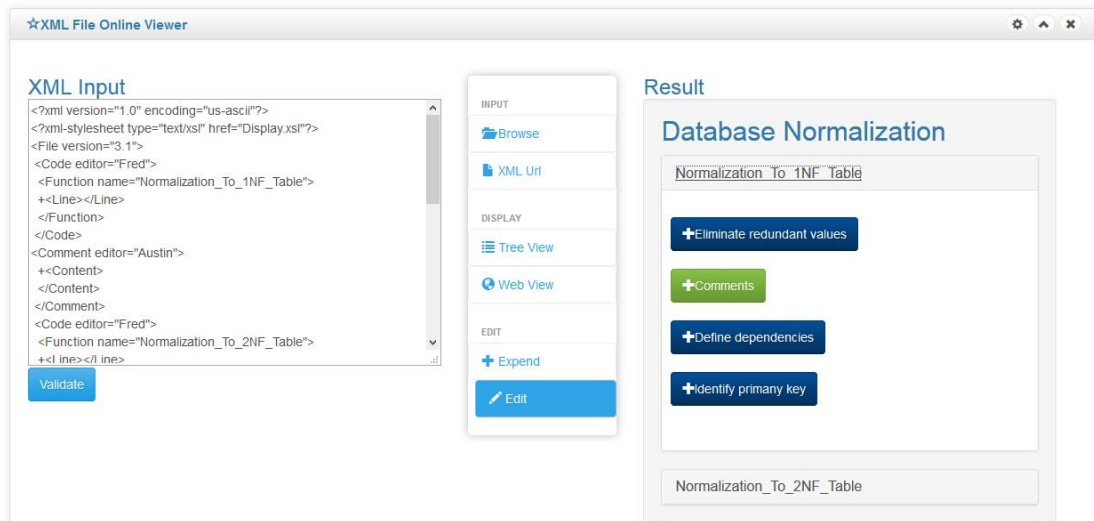 ☆XML File Online Viewer
XML Input
<?xml version="1.0" encoding="us-ascii"?>
<?xml-stylesheet type="text/xsl" href="Display.xsl"?>
<File version="3.1">
<Code editor="Fred">
<Function name="Normalization_To_1NF_Table">
+<Line></Line>
</Function>
</Code>
<Comment editor="Austin">
+<Content>
</Content>
</Comment>
<Code editor="Fred">
<Function name="Normalization_To_2NF_Table">
+<Line></Line>
Validate
INPUT
Browse
XML Url
DISPLAY
Tree View
Web View
EDIT
Expend
Edit
Result
Database Normalization
Normalization_To_1NF_Table
+Eliminate redundant values
+Comments
+Define dependencies
+Identify primany key
Normalization_To_2NF_Table